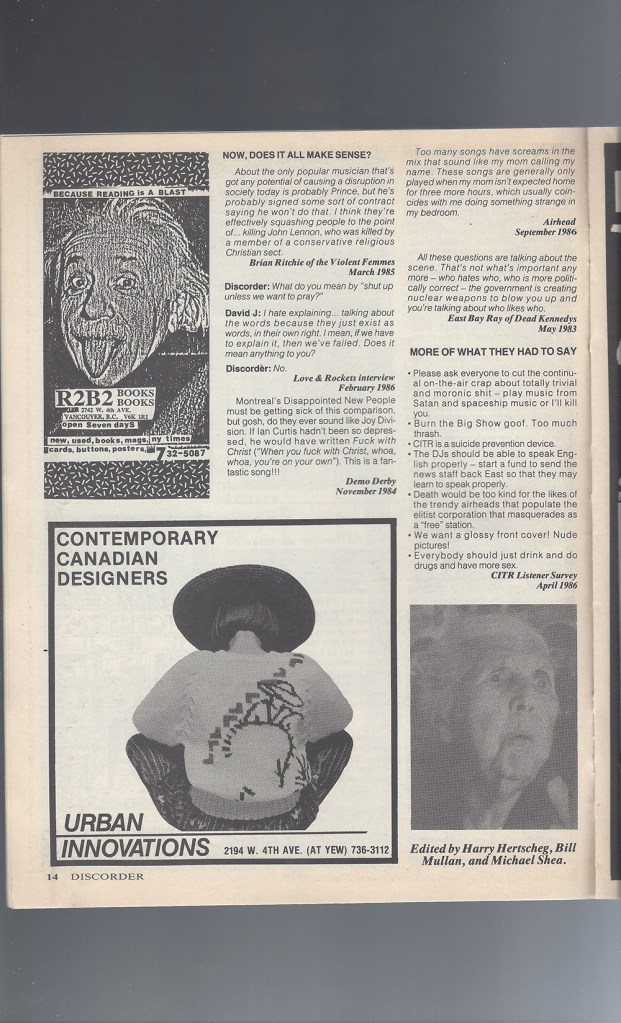 BECAUSE READING is A BLAST
R2B2 BOOKS
BOOKS
2742 W. 4th AVE.
VANCOUVER, B.C. V6K 1R1
open Seven days
new, used, books, mags, ny times
cards, buttons, posters,
732-5087
NOW, DOES IT ALL MAKE SENSE?
About the only popular musician that's
got any potential of causing a disruption in
society today is probably Prince, but he's
probably signed some sort of contract
saying he won't do that. I think they're
effectively squashing people to the point
of... killing John Lennon, who was killed by
a member of a conservative religious
Christian sect.
Brian Ritchie of the Violent Femmes
March 1985
Discorder: What do you mean by "shut up
unless we want to pray?"
David J: I hate explaining... talking about
the words because they just exist as
words, in their own right. I mean, if we have
to explain it, then we've failed. Does it
mean anything to you?
Discorder: No.
Love & Rockets interview
February 1986
Montreal's Disappointed New People
must be getting sick of this comparison,
but gosh, do they ever sound like Joy Divi-
sion. If Ian Curtis hadn't been so depres-
sed, he would have written Fuck with
Christ ("When you fuck with Christ, whoa,
whoa, you're on your own"). This is a fan-
tastic song!!!
Demo Derby
November 1984
Too many songs have screams in the
mix that sound like my mom calling my
name. These songs are generally only
played when my mom isn't expected home
for three more hours, which usually coin-
cides with me doing something strange in
my bedroom.
Airhead
September 1986
All these questions are talking about the
scene. That's not what's important any
more – who hates who, who is more politi-
cally correct – the government is creating
nuclear weapons to blow you up and
you're talking about who likes who.
East Bay Ray of Dead Kennedys
May 1983
MORE OF WHAT THEY HAD TO SAY
• Please ask everyone to cut the continu-
al on-the-air crap about totally trivial
and moronic shit – play music from
Satan and spaceship music or I'll kill
you.
• Burn the Big Show goof. Too much
thrash.
• CITR is a suicide prevention device.
• The DJs should be able to speak Eng-
lish properly – start a fund to send the
news staff back East so that they may
learn to speak properly.
• Death would be too kind for the likes of
the trendy airheads that populate the
elitist corporation that masquerades as
a "free" station.
• We want a glossy front cover! Nude
pictures!
• Everybody should just drink and do
drugs and have more sex.
CITR Listener Survey
April 1986
CONTEMPORARY
CANADIAN
DESIGNERS
URBAN
INNOVATIONS 2194 W. 4TH AVE. (AT YEW) 736-3112
Edited by Harry Hertscheg, Bill
Mullan, and Michael Shea.
14 DISCORDER